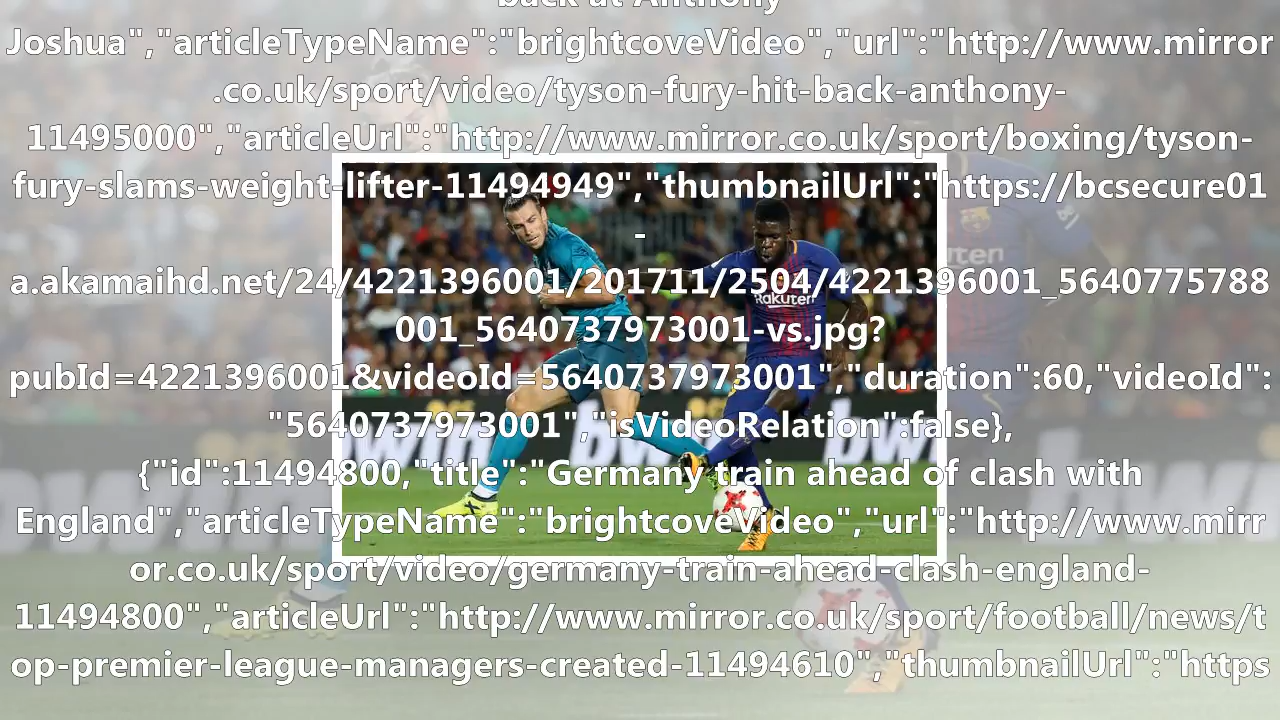 back at Anthony
Joshua","articleTypeName":"brightcoveVideo","url":"http://www.mirror
.co.uk/sport/video/tyson-fury-hit-back-anthony-
11495000","articleUrl":"http://www.mirror.co.uk/sport/boxing/tyson-
fury-slams-weight-lifter-11494949","thumbnailUrl":"https://bcsecure01
-
a.akamaihd.net/24/4221396001/201711/2504/4221396001_5640775788
001_5640737973001-vs.jpg?
pubId=4221396001&videoId=5640737973001","duration":60,"videoId":
"5640737973001","isVideoRelation":false},
{"id":11494800,"title":"Germany train ahead of clash with
England","articleTypeName":"brightcoveVideo","url":"http://www.mirr
or.co.uk/sport/video/germany-train-ahead-clash-england-
11494800","articleUrl":"http://www.mirror.co.uk/sport/football/news/t
op-premier-league-managers-created-11494610","thumbnailUrl":"https
Rakuten